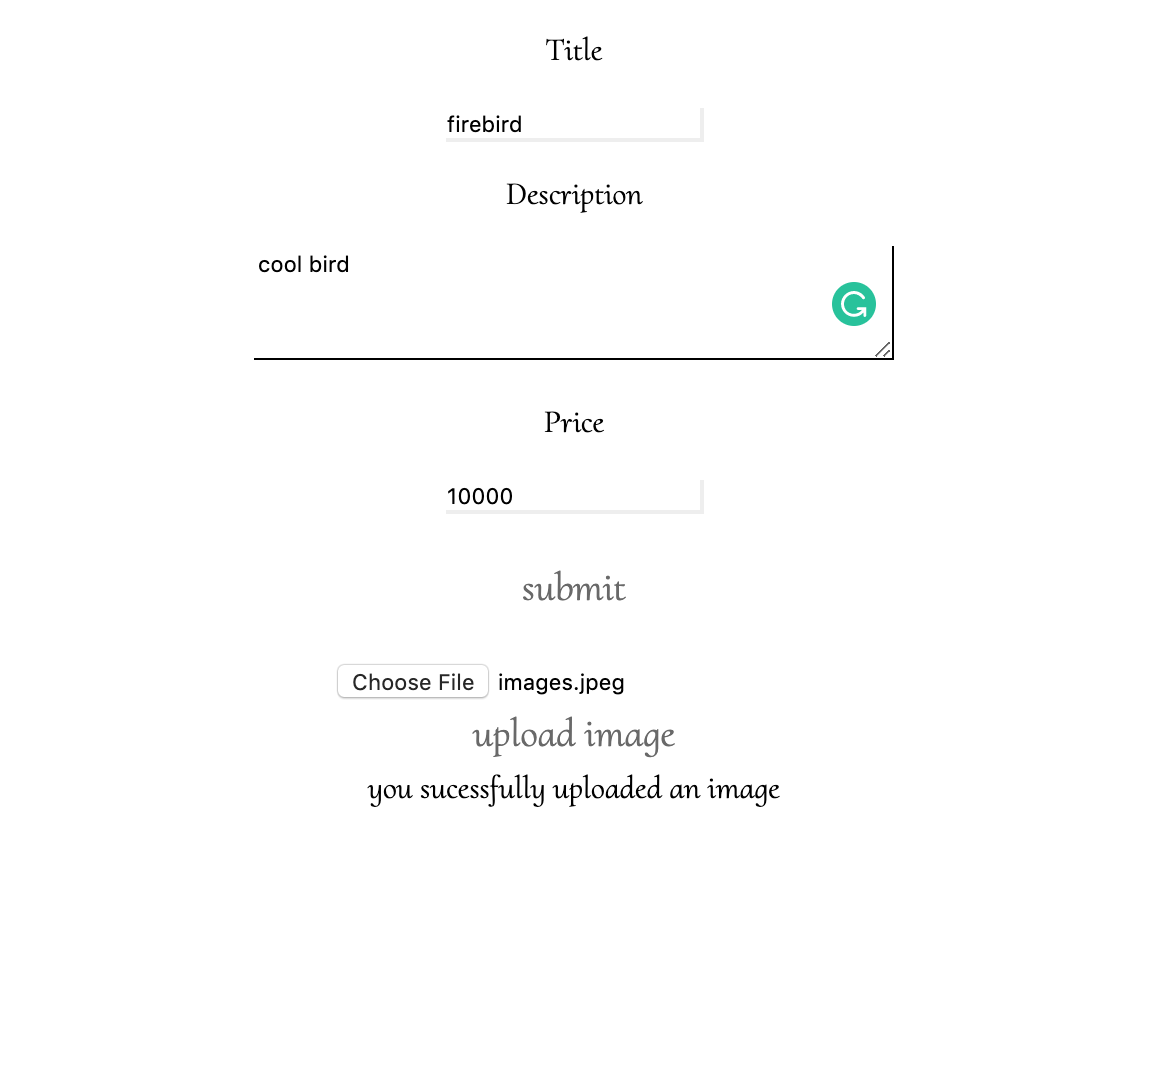 Title
firebird
Description
cool bird
Price
10000
submit
Choose File images.jpeg
upload image
you sucessfully uploaded an image